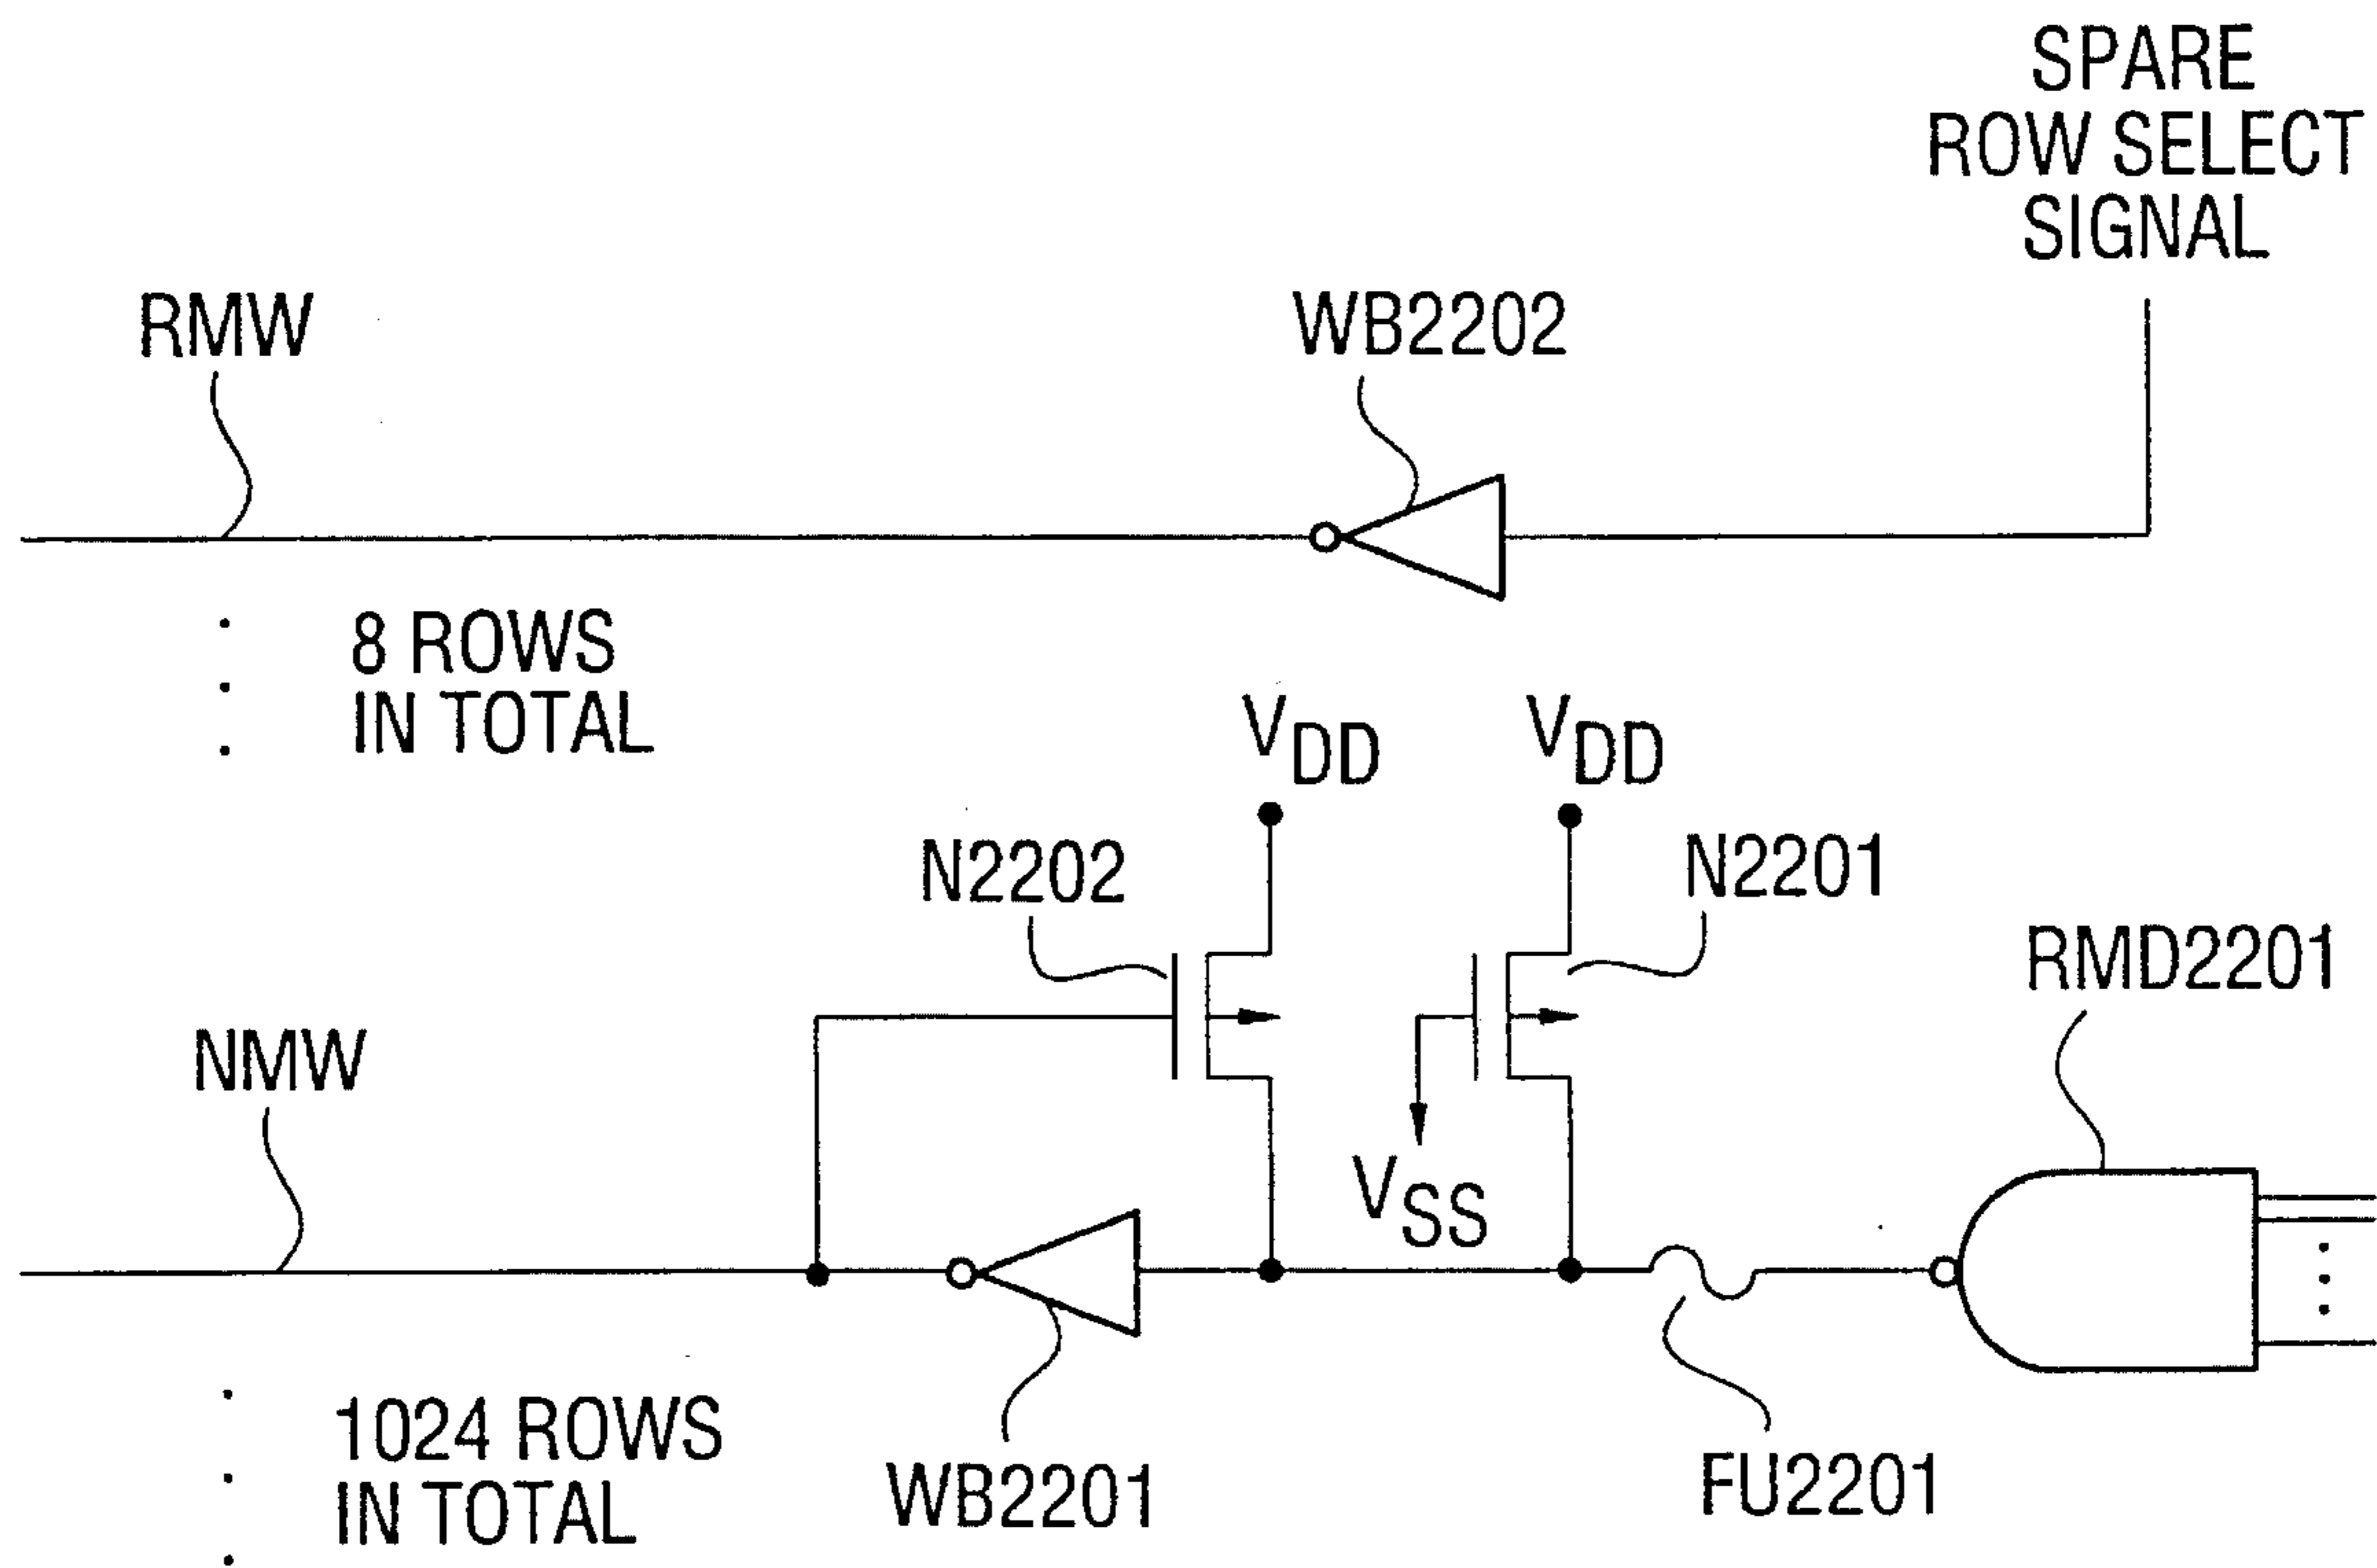 SPARE
ROW SELECT
SIGNAL
RMW
WB2202
8 ROWS
IN TOTAL
VDD
VDD
N2202
N2201
RMD2201
NMW
VSS
1024 ROWS
IN TOTAL
WB2201
FU2201